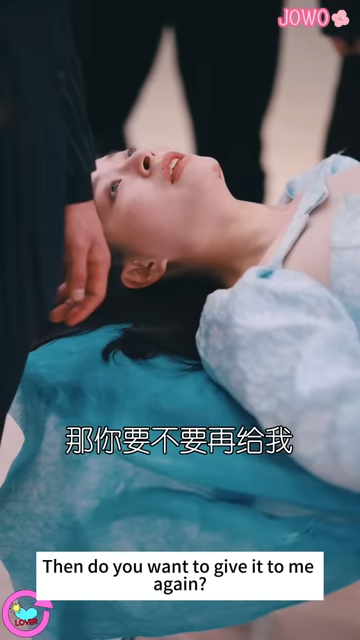 JOWO
那你要不要再给我
Then do you want to give it to me
again?
LOVER